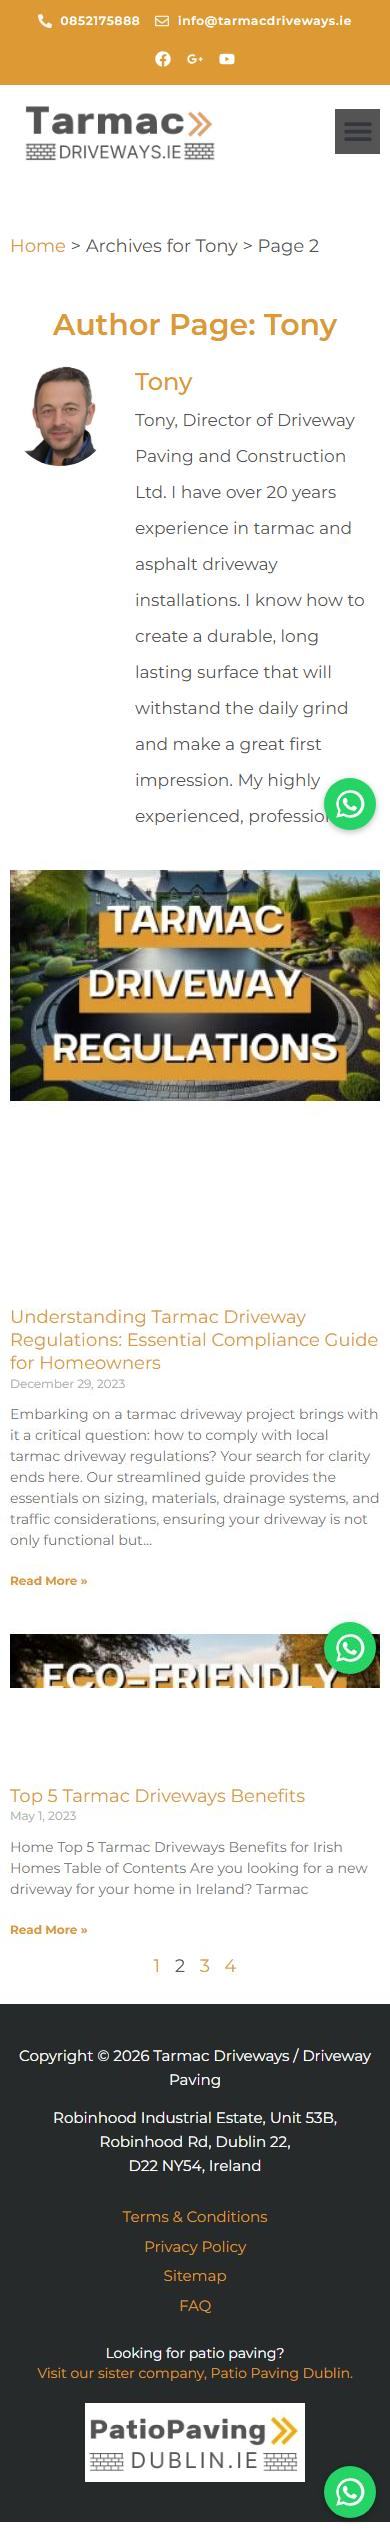 0852175888 info@tarmacdriveways.ie
Tarmac
DRIVEWAYS.IE
Home > Archives for Tony > Page 2
Author Page: Tony
Tony
Tony, Director of Driveway
Paving and Construction
Ltd. I have over 20 years
experience in tarmac and
asphalt driveway
installations. I know how to
create a durable, long
lasting surface that will
withstand the daily grind
and make a great first
impression. My highly
experienced,
TARMAC
DRIVEWAY
REGULATIONS
Understanding Tarmac Driveway
Regulations: Essential Compliance Guide
for Homeowners
December 29, 2023
Embarking on a tarmac driveway project brings with
it a critical question: how to comply with local
tarmac driveway regulations? Your search for clarity
ends here. Our streamlined guide provides the
essentials on sizing, materials, drainage systems, and
traffic considerations, ensuring your driveway is not
only functional but...
Read More »
ECO-FRIENDLY
Top 5 Tarmac Driveways Benefits
May 1, 2023
Home Top 5 Tarmac Driveways Benefits for Irish
Homes Table of Contents Are you looking for a new
driveway for your home in Ireland? Tarmac
Read More »
1 2 3 4
Copyright © 2026 Tarmac Driveways / Driveway
Paving
Robinhood Industrial Estate, Unit 53B,
Robinhood Rd, Dublin 22,
D22 NY54, Ireland
Terms & Conditions
Privacy Policy
Sitemap
FAQ
Looking for patio paving?
Visit our sister company, Patio Paving Dublin.
PatioPaving
DUBLIN.IE